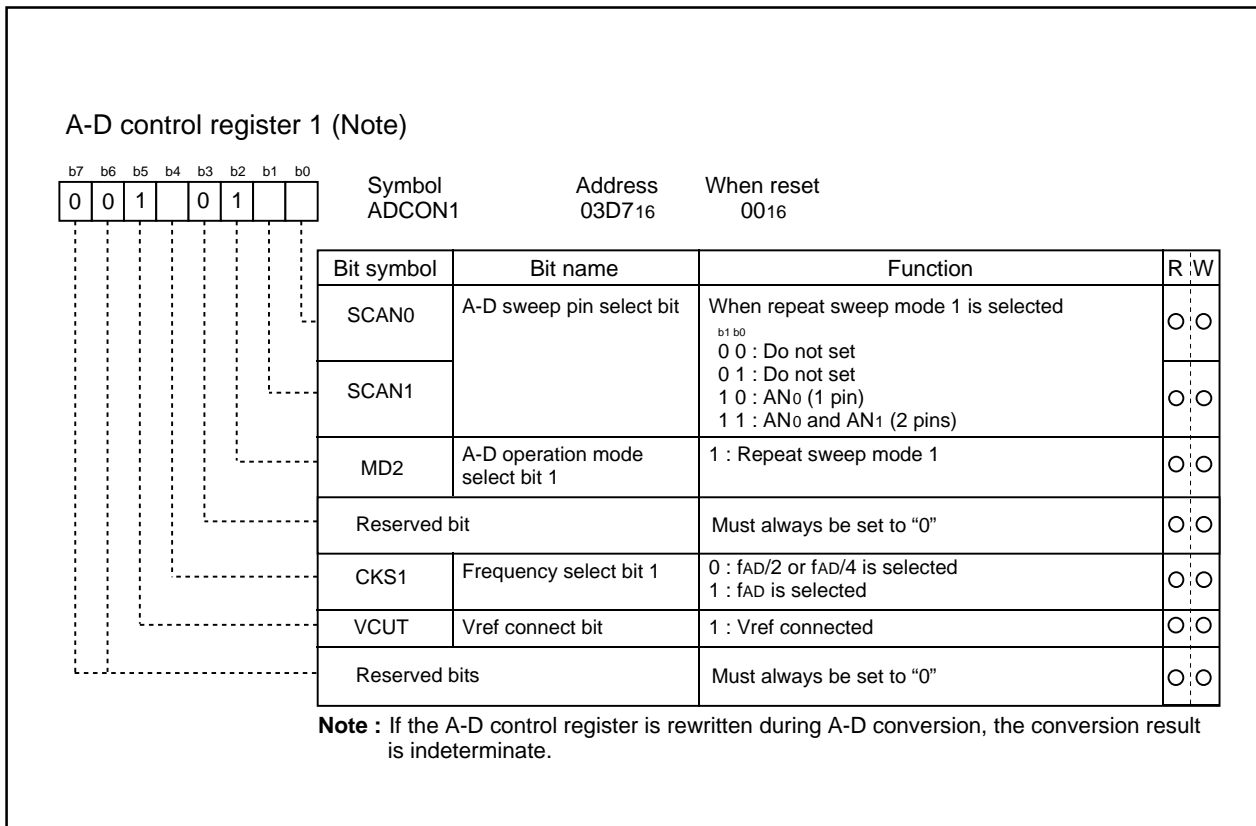 A-D control register 1 (Note)
b7 b6 b5 b4 b3 b2 b1 b0
0 0 1 0 1
Symbol Address When reset
ADCON1 03D716 0016
Bit symbol Bit name Function R W
SCAN0 A-D sweep pin select bit When repeat sweep mode 1 is selected
b1 b0
0 0 : Do not set
0 1 : Do not set
SCAN1
1 0 : AN0 (1 pin)
1 1 : AN0 and AN1 (2 pins)
MD2 A-D operation mode select bit 1 1 : Repeat sweep mode 1
Reserved bit Must always be set to “0”
CKS1 Frequency select bit 1 0 : fAD/2 or fAD/4 is selected
1 : fAD is selected
VCUT Vref connect bit 1 : Vref connected
Reserved bits Must always be set to “0”
Note : If the A-D control register is rewritten during A-D conversion, the conversion result
is indeterminate.